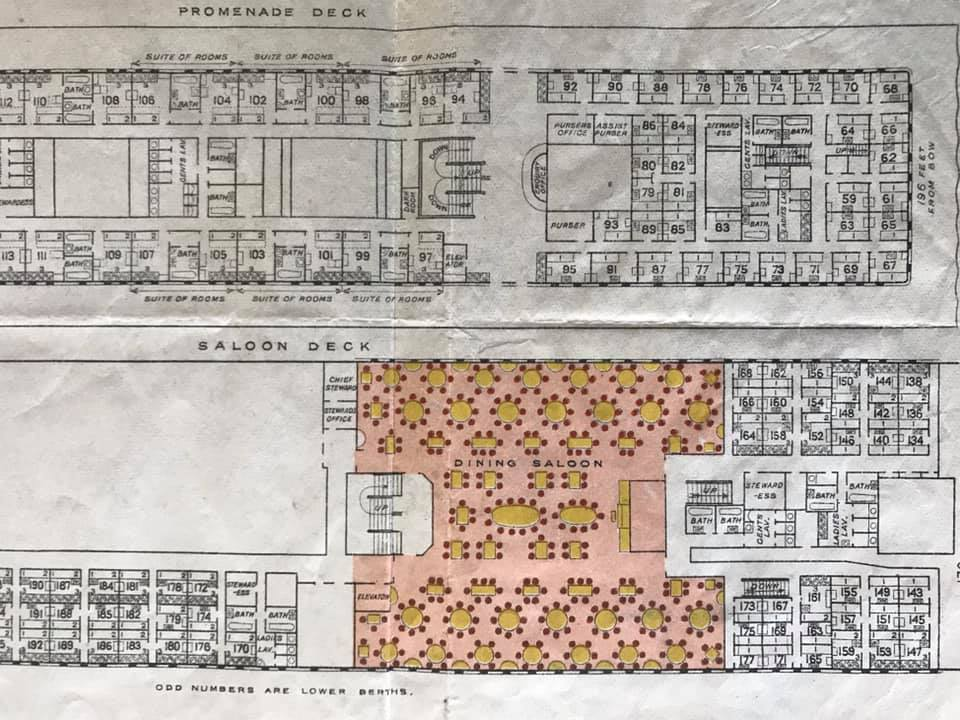 PROMENADE DECK
SUITE OF ROOMS SUITE OF ROOMS SUITE OF ROOMS
112 110 BATH 108 106 BATH 104 102 BATH 100 98 BATH 96 94 92 90 88 78 76 74 72 70 68
BATH
PURSERS OFFICE ASSIST PURSER 86 84 STEWARD-ESS GENTS LAV. BATH BATH 64 66
GENTS LAV. BATH DOWN UP 80 82 UP 62
ENQUIRY OFFICE
DOWN DARK ROOM 79 81 BATH LADIES LAV. 59 61
BATH
PURSER 93 89 85 83 BATH 63 65
196 FEET FROM BOW
113 111 BATH 109 107 BATH 105 103 BATH 101 99 BATH 97 ELEVATOR 95 91 87 77 75 73 71 69 67
BATH
SUITE OF ROOMS SUITE OF ROOMS SUITE OF ROOMS
SALOON DECK
CHIEF STEWARD
STEWARDS OFFICE
168 162 156 150 144 138
166 160 154 148 142 136
164 158 152 146 140 134
DINING SALOON
UP
UP STEWARD-ESS BATH BATH
BATH BATH GENTS LAV. LADIES LAV.
190 187 184 181 178 172 STEWARD-ESS
191 188 185 182 179 174 BATH BATH
192 189 186 183 180 176 170 LADIES LAV.
ELEVATOR
DOWN 161 155 149 143
173 167
175 169 163 157 151 145
177 171 165 159 153 147
ODD NUMBERS ARE LOWER BERTHS.